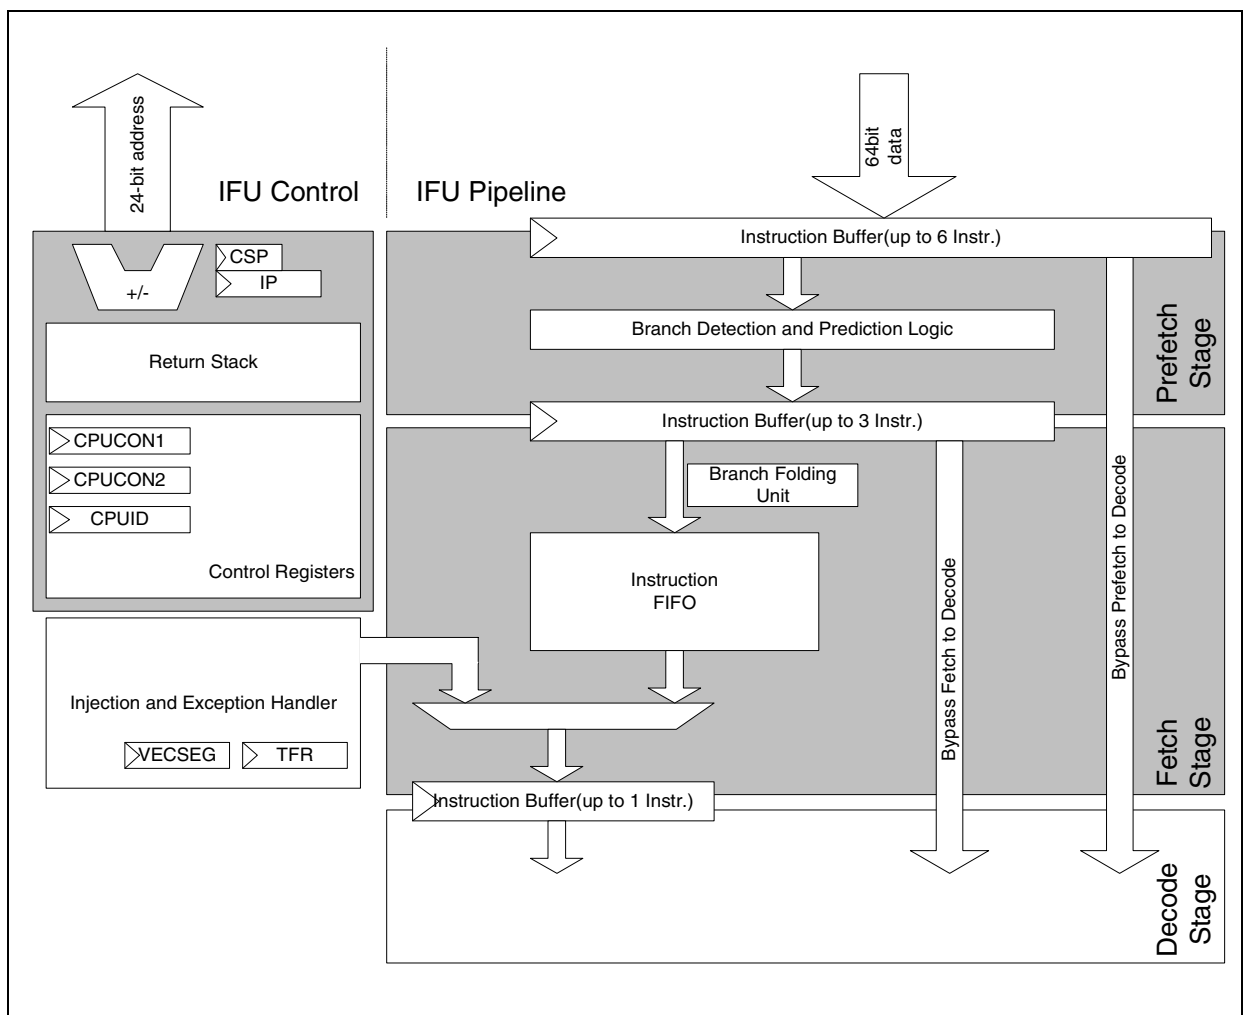 24-bit address
IFU Control
IFU Pipeline
64bit
data
CSP
IP
+/-
Return Stack
CPUCON1
CPUCON2
CPUID
Control Registers
Injection and Exception Handler
VECSEG
TFR
Instruction Buffer(up to 6 Instr.)
Branch Detection and Prediction Logic
Prefetch
Stage
Instruction Buffer(up to 3 Instr.)
Branch Folding
Unit
Instruction
FIFO
Bypass Fetch to Decode
Bypass Prefetch to Decode
Fetch
Stage
Instruction Buffer(up to 1 Instr.)
Decode
Stage